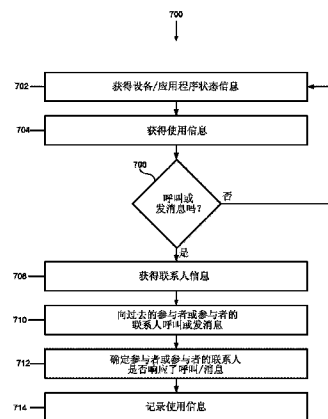 700
702
获得设备/应用程序状态信息
704
获得使用信息
706
呼叫或
发消息吗?
否
是
708
获得联系人信息
710
向过去的参与者或参与者的
联系人呼叫或发消息
712
确定参与者或参与者的联系人
是否响应了呼叫/消息
714
记录使用信息